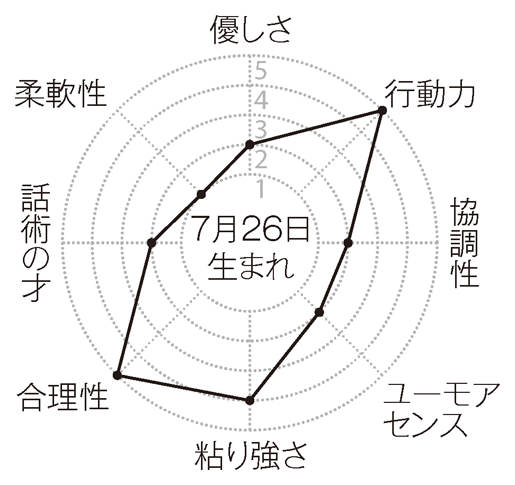 優しさ
柔軟性
行動力
5
4
3
2
1
話術の才
7月26日
生まれ
協調性
合理性
ユーモア
センス
粘り強さ